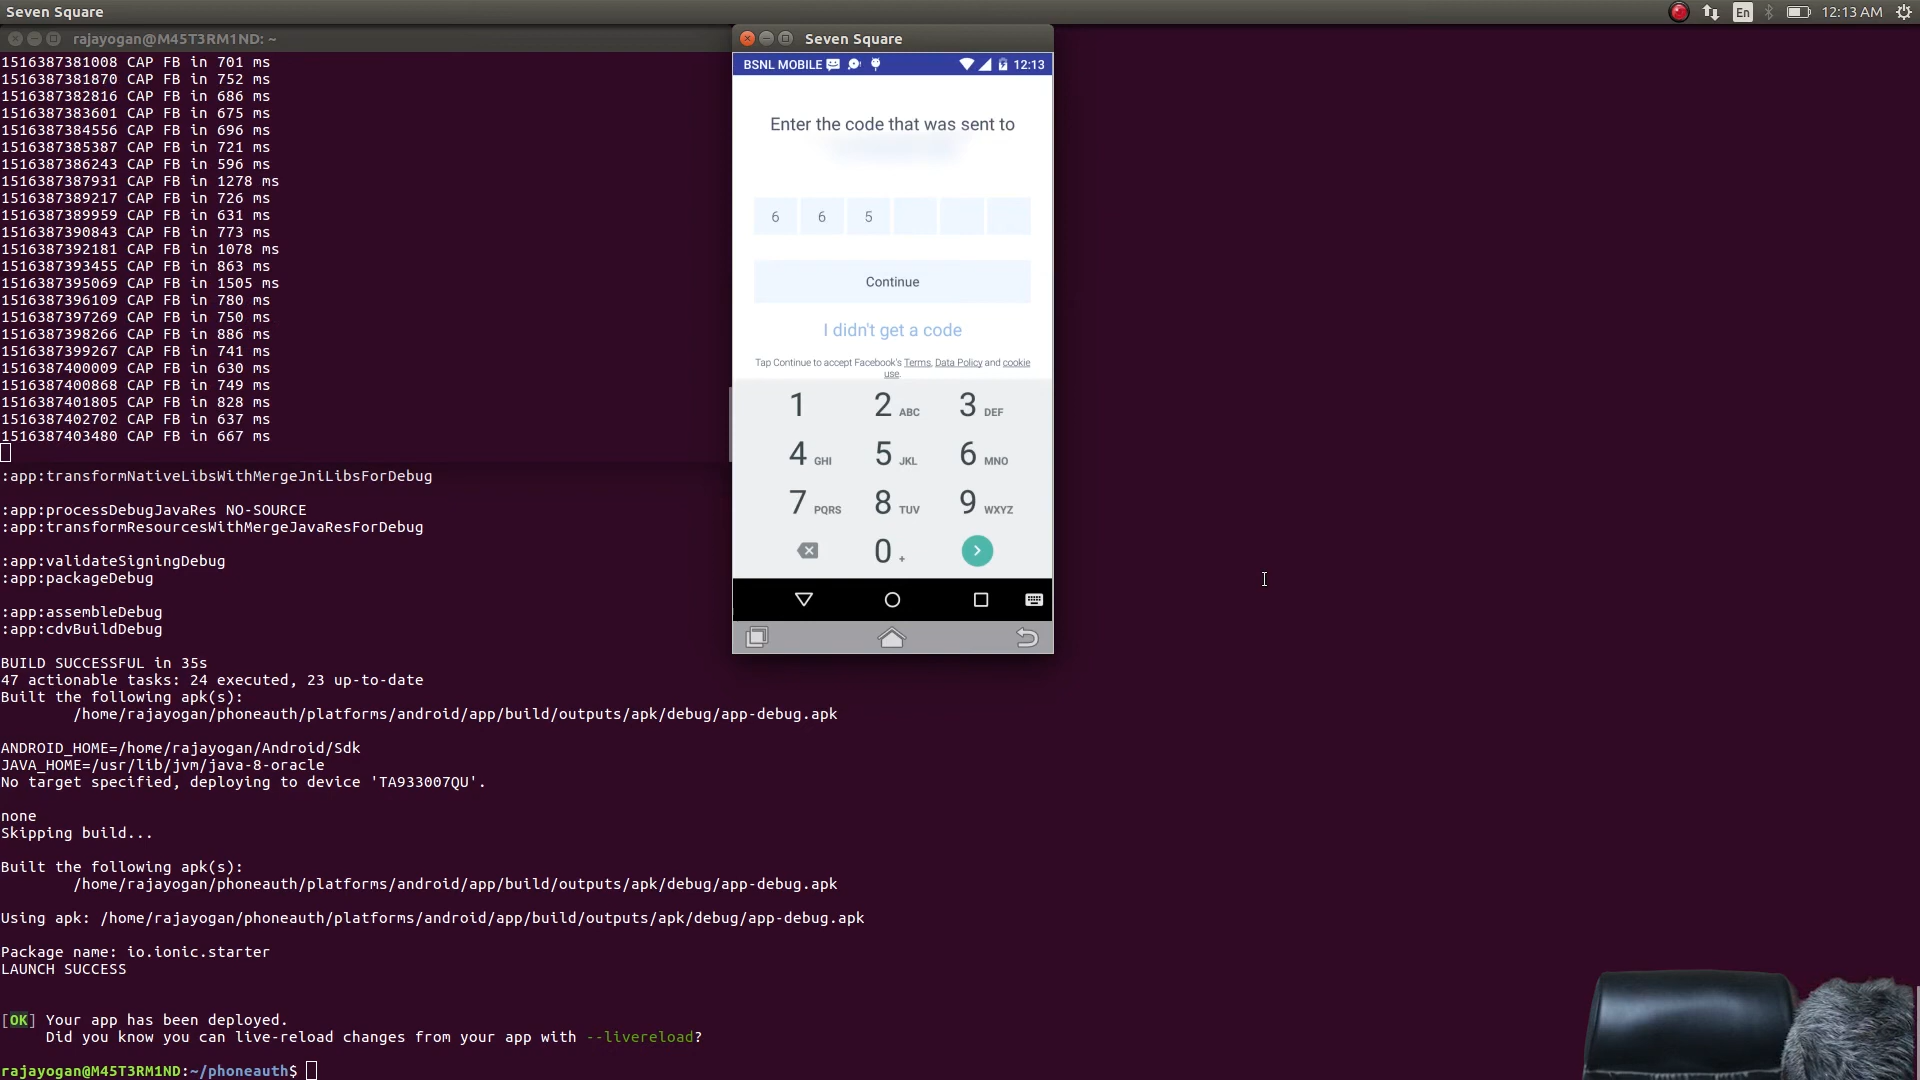 Seven Square
En
12:13 AM
rajayogan@M45T3RM1ND: ~
1516387381008 CAP FB in 701 ms
1516387381870 CAP FB in 752 ms
1516387382816 CAP FB in 686 ms
1516387383601 CAP FB in 675 ms
1516387384556 CAP FB in 696 ms
1516387385387 CAP FB in 721 ms
1516387386243 CAP FB in 596 ms
1516387387931 CAP FB in 1278 ms
1516387389217 CAP FB in 726 ms
1516387389959 CAP FB in 631 ms
1516387390843 CAP FB in 773 ms
1516387392181 CAP FB in 1078 ms
1516387393455 CAP FB in 863 ms
1516387395069 CAP FB in 1505 ms
1516387396109 CAP FB in 780 ms
1516387397269 CAP FB in 750 ms
1516387398266 CAP FB in 886 ms
1516387399267 CAP FB in 741 ms
1516387400009 CAP FB in 630 ms
1516387400868 CAP FB in 749 ms
1516387401805 CAP FB in 828 ms
1516387402702 CAP FB in 637 ms
1516387403480 CAP FB in 667 ms
:app:transformNativeLibsWithMergeJniLibsForDebug
:app:processDebugJavaRes NO-SOURCE
:app:transformResourcesWithMergeJavaResForDebug
:app:validateSigningDebug
:app:packageDebug
:app:assembleDebug
:app:cdvBuildDebug
BUILD SUCCESSFUL in 35s
47 actionable tasks: 24 executed, 23 up-to-date
Built the following apk(s):
/home/rajayogan/phoneauth/platforms/android/app/build/outputs/apk/debug/app-debug.apk
ANDROID_HOME=/home/rajayogan/Android/Sdk
JAVA_HOME=/usr/lib/jvm/java-8-oracle
No target specified, deploying to device 'TA933007QU'.
none
Skipping build...
Built the following apk(s):
/home/rajayogan/phoneauth/platforms/android/app/build/outputs/apk/debug/app-debug.apk
Using apk: /home/rajayogan/phoneauth/platforms/android/app/build/outputs/apk/debug/app-debug.apk
Package name: io.ionic.starter
LAUNCH SUCCESS
[OK] Your app has been deployed.
Did you know you can live-reload changes from your app with --livereload?
rajayogan@M45T3RM1ND:~/phoneauth$
Seven Square
BSNL MOBILE 12:13
Enter the code that was sent to
6 6 5
Continue
I didn't get a code
Tap Continue to accept Facebook's Terms, Data Policy and cookie
use.
1 2 ABC 3 DEF
4 GHI 5 JKL 6 MNO
7 PQRS 8 TUV 9 WXYZ
0 +